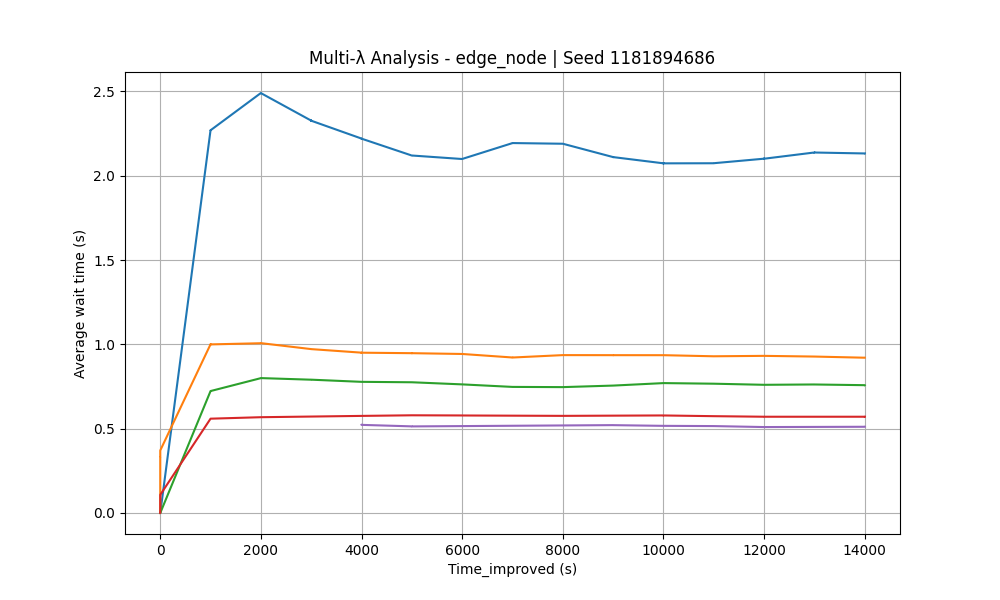 Multi-λ Analysis - edge_node | Seed 1181894686
2.5
2.0
1.5
1.0
0.5
0.0
Average wait time (s)
0 2000 4000 6000 8000 10000 12000 14000
Time_improved (s)